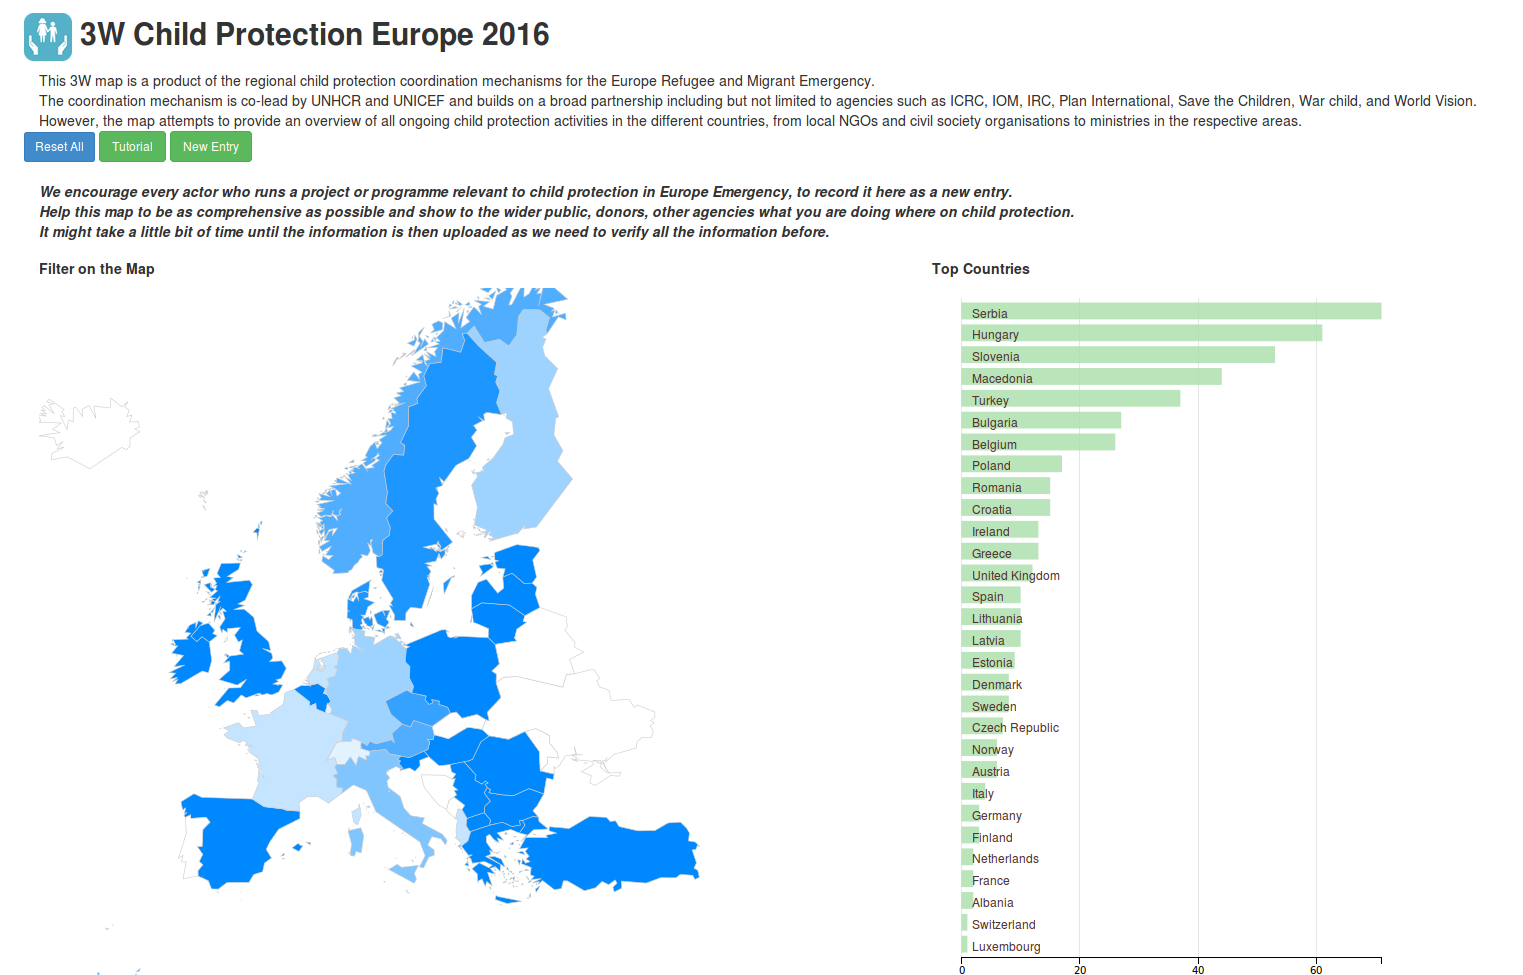 3W Child Protection Europe 2016
This 3W map is a product of the regional child protection coordination mechanisms for the Europe Refugee and Migrant Emergency.
The coordination mechanism is co-lead by UNHCR and UNICEF and builds on a broad partnership including but not limited to agencies such as ICRC, IOM, IRC, Plan International, Save the Children, War child, and World Vision.
However, the map attempts to provide an overview of all ongoing child protection activities in the different countries, from local NGOs and civil society organisations to ministries in the respective areas.
Reset All Tutorial New Entry
We encourage every actor who runs a project or programme relevant to child protection in Europe Emergency, to record it here as a new entry.
Help this map to be as comprehensive as possible and show to the wider public, donors, other agencies what you are doing where on child protection.
It might take a little bit of time until the information is then uploaded as we need to verify all the information before.
Filter on the Map
Top Countries
Serbia
Hungary
Slovenia
Macedonia
Turkey
Bulgaria
Belgium
Poland
Romania
Croatia
Ireland
Greece
United Kingdom
Spain
Lithuania
Latvia
Estonia
Denmark
Sweden
Czech Republic
Norway
Austria
Italy
Germany
Finland
Netherlands
France
Albania
Switzerland
Luxembourg
0 20 40 60